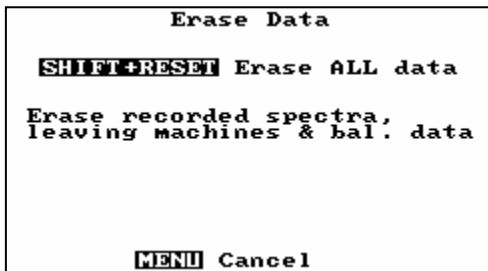 Erase Data
SHIFT+RESET Erase ALL data
Erase recorded spectra,
leaving machines & bal. data
MENU Cancel